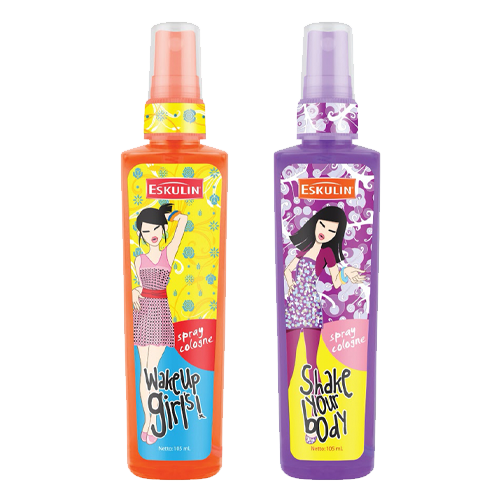 ESKULIN
spray
cologne
Wake Up
girls!
Netto 105 mL
ESKULIN
spray
cologne
Shake
Your
bODy
Netto 105 mL